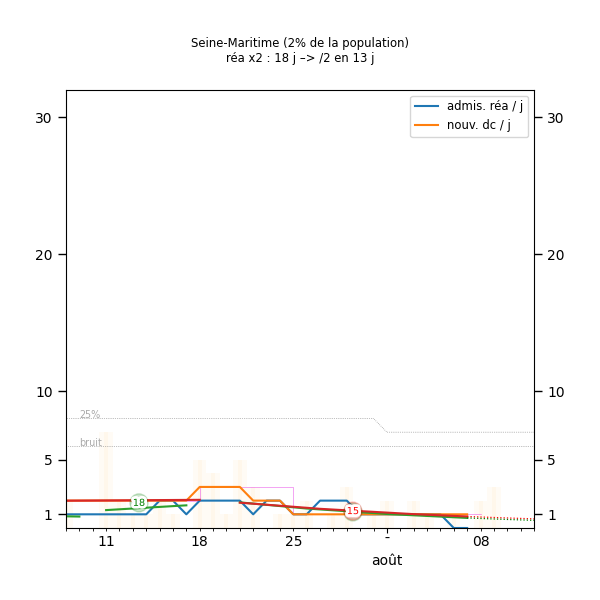 Seine-Maritime (2% de la population)
réa x2 : 18 j –> /2 en 13 j
admis. réa / j
nouv. dc / j
30 30
20 20
10 10
25%
bruit
5 5
18
15
1 1
11 18 25 - 08
août